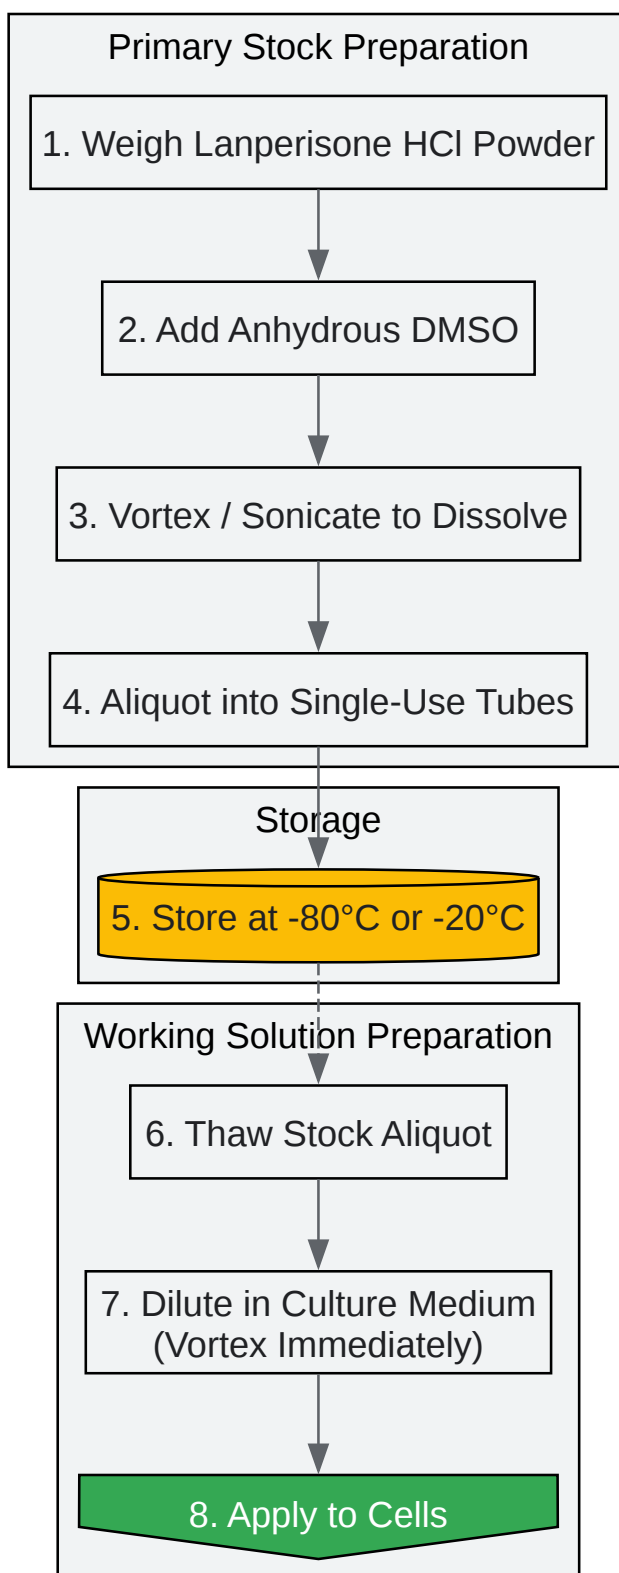 Primary Stock Preparation
1. Weigh Lanperisone HCl Powder
2. Add Anhydrous DMSO
3. Vortex / Sonicate to Dissolve
4. Aliquot into Single-Use Tubes
Storage
5. Store at -80°C or -20°C
Working Solution Preparation
6. Thaw Stock Aliquot
7. Dilute in Culture Medium
(Vortex Immediately)
8. Apply to Cells